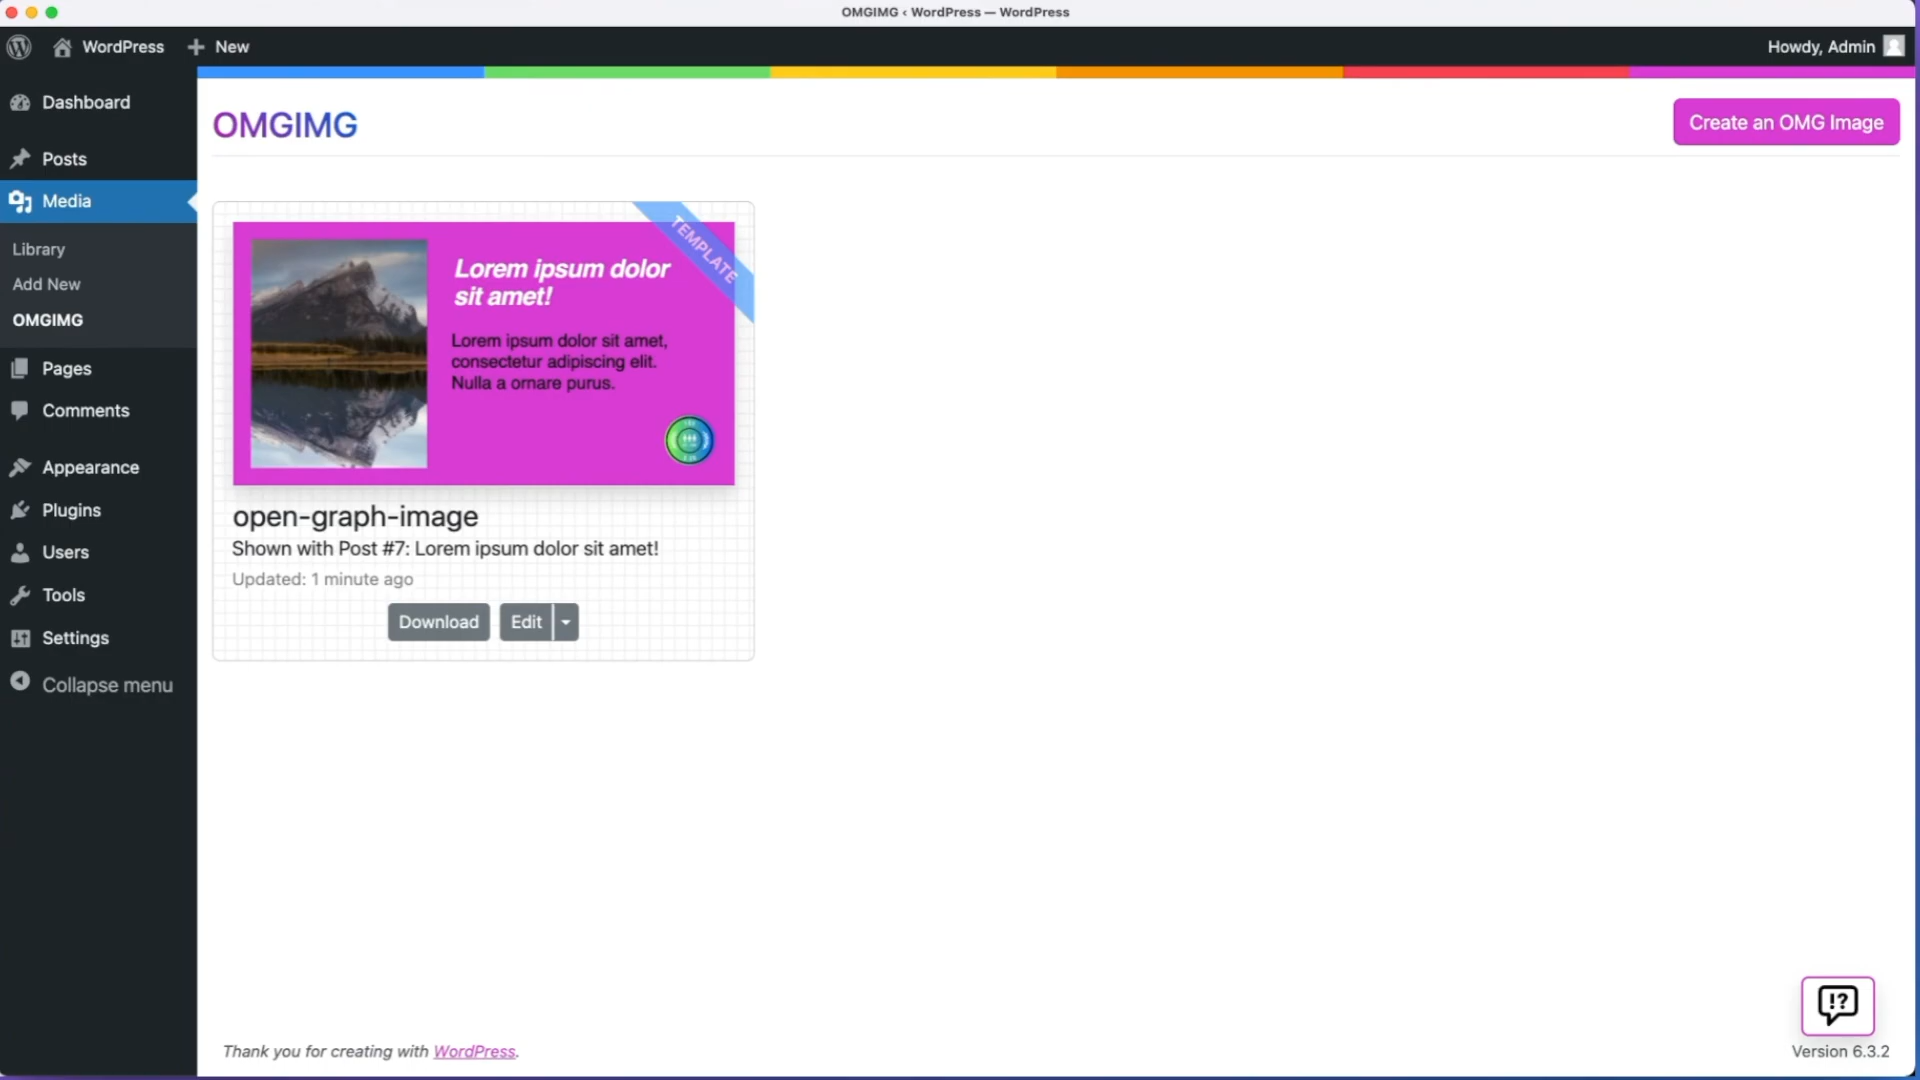 OMGIMG ‹ WordPress — WordPress
WordPress
New
Howdy, Admin
Dashboard
Posts
Media
Library
Add New
OMGIMG
Pages
Comments
Appearance
Plugins
Users
Tools
Settings
Collapse menu
OMGIMG
Create an OMG Image
TEMPLATE
Lorem ipsum dolor
sit amet!
Lorem ipsum dolor sit amet,
consectetur adipiscing elit.
Nulla a ornare purus.
open-graph-image
Shown with Post #7: Lorem ipsum dolor sit amet!
Updated: 1 minute ago
Download
Edit
!?
Thank you for creating with WordPress.
Version 6.3.2